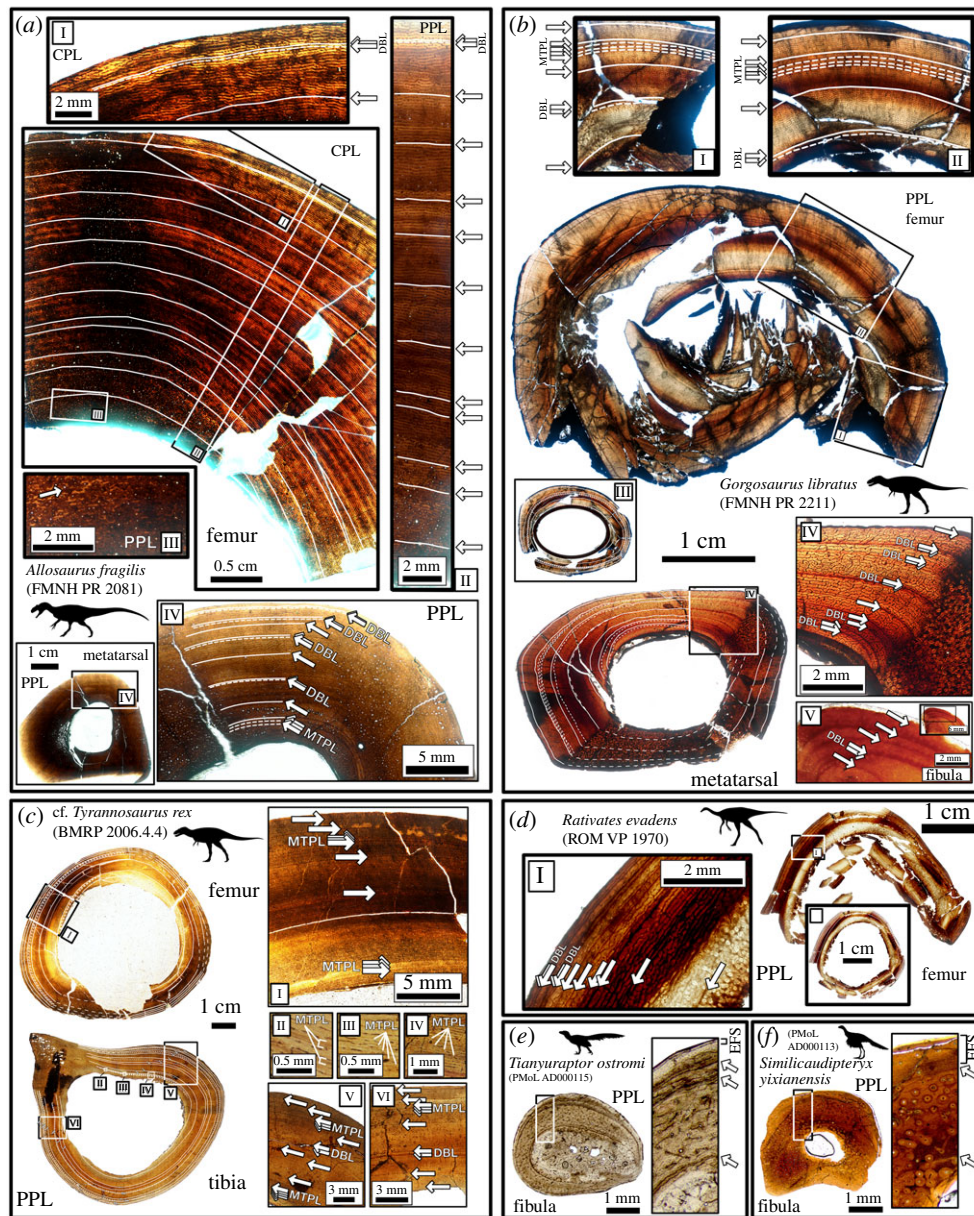 (a)
I
CPL
2 mm
DBL
PPL
DBL
CPL
I
III
II
femur
0.5 cm
PPL III
2 mm
2 mm
II
Allosaurus fragilis
(FMNH PR 2081)
1 cm
metatarsal
PPL
IV
IV
PPL
DBL
DBL
DBL
MTPL
5 mm
(b)
MTPL
DBL
I
MTPL
DBL
II
PPL
femur
II
I
Gorgosaurus libratus
(FMNH PR 2211)
III
1 cm
IV
metatarsal
IV
DBL
DBL
DBL
DBL
DBL
2 mm
V
DBL
2 mm
fibula
(c)
cf. Tyrannosaurus rex
(BMRP 2006.4.4)
femur
I
1 cm
MTPL
MTPL
I
5 mm
II
MTPL
0.5 mm
III
MTPL
0.5 mm
IV
MTPL
1 mm
II
III
IV
V
VI
PPL
tibia
V
MTPL
DBL
MTPL
3 mm
VI
MTPL
DBL
3 mm
(d)
Rativates evadens
(ROM VP 1970)
1 cm
I
2 mm
DBL
DBL
PPL
1 cm
femur
(e)
Tianyuraptor ostromi
(PMoL AD000115)
PPL
fibula
1 mm
EFS
(f)
(PMoL
AD000113)
Similicaudipteryx
yixianensis
PPL
fibula
1 mm
EFS